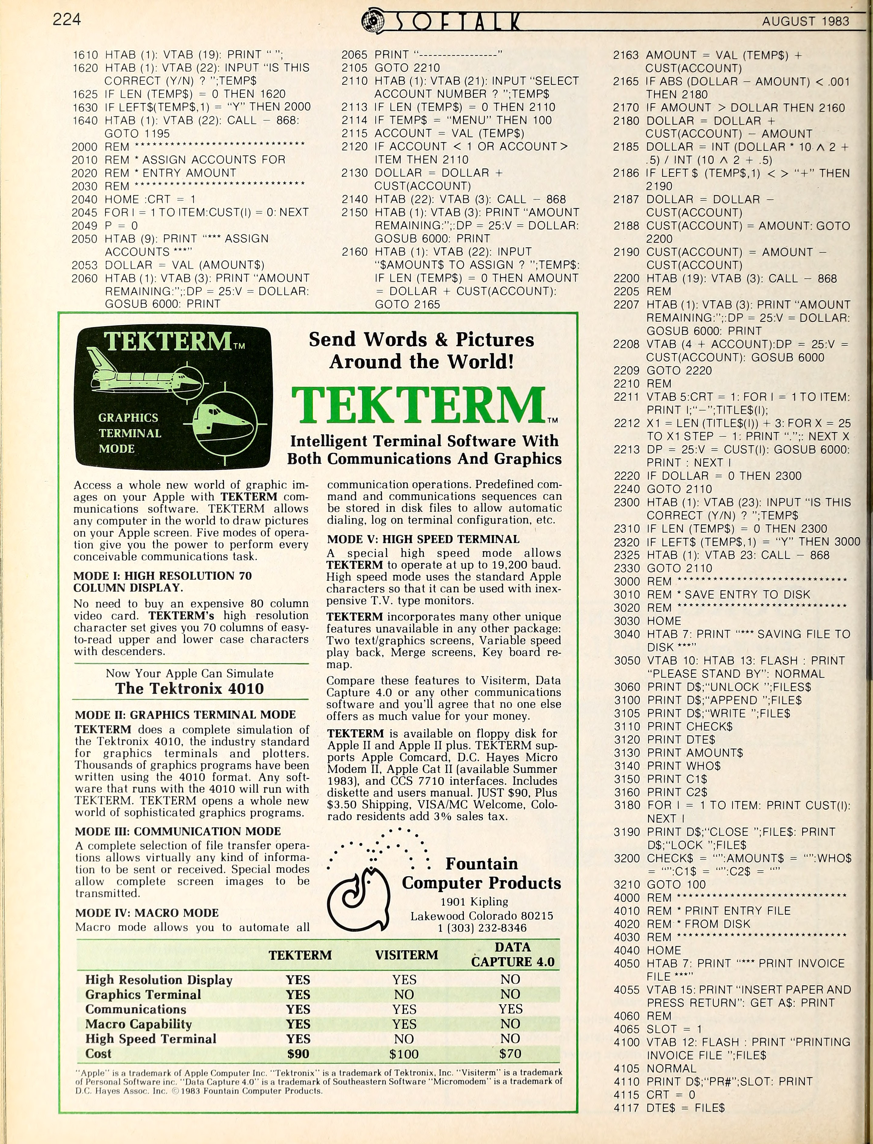 224
SOFTALK
AUGUST 1983
1610 HTAB (1): VTAB (19): PRINT " ";
1620 HTAB (1): VTAB (22): INPUT "IS THIS
CORRECT (Y/N) ? ";TEMP$
1625 IF LEN (TEMP$) = 0 THEN 1620
1630 IF LEFT$(TEMP$,1) = "Y" THEN 2000
1640 HTAB (1): VTAB (22): CALL - 868:
GOTO 1195
2000 REM ****************************
2010 REM * ASSIGN ACCOUNTS FOR
2020 REM * ENTRY AMOUNT
2030 REM ****************************
2040 HOME :CRT = 1
2045 FOR I = 1 TO ITEM:CUST(I) = 0: NEXT
2049 P = 0
2050 HTAB (9): PRINT "*** ASSIGN
ACCOUNTS ***"
2053 DOLLAR = VAL (AMOUNT$)
2060 HTAB (1): VTAB (3): PRINT "AMOUNT
REMAINING:";:DP = 25:V = DOLLAR:
GOSUB 6000: PRINT
2065 PRINT "-----------------"
2105 GOTO 2210
2110 HTAB (1): VTAB (21): INPUT "SELECT
ACCOUNT NUMBER ? ";TEMP$
2113 IF LEN (TEMP$) = 0 THEN 2110
2114 IF TEMP$ = "MENU" THEN 100
2115 ACCOUNT = VAL (TEMP$)
2120 IF ACCOUNT < 1 OR ACCOUNT>
ITEM THEN 2110
2130 DOLLAR = DOLLAR +
CUST(ACCOUNT)
2140 HTAB (22): VTAB (3): CALL - 868
2150 HTAB (1): VTAB (3): PRINT "AMOUNT
REMAINING:";:DP = 25:V = DOLLAR:
GOSUB 6000: PRINT
2160 HTAB (1): VTAB (22): INPUT
"$AMOUNT$ TO ASSIGN ? ";TEMP$:
IF LEN (TEMP$) = 0 THEN AMOUNT
= DOLLAR + CUST(ACCOUNT):
GOTO 2165
2163 AMOUNT = VAL (TEMP$) +
CUST(ACCOUNT)
2165 IF ABS (DOLLAR - AMOUNT) < .001
THEN 2180
2170 IF AMOUNT > DOLLAR THEN 2160
2180 DOLLAR = DOLLAR +
CUST(ACCOUNT) - AMOUNT
2185 DOLLAR = INT (DOLLAR * 10 ∧ 2 +
.5) / INT (10 ∧ 2 + .5)
2186 IF LEFT$ (TEMP$,1) < > "+" THEN
2190
2187 DOLLAR = DOLLAR -
CUST(ACCOUNT)
2188 CUST(ACCOUNT) = AMOUNT: GOTO
2200
2190 CUST(ACCOUNT) = AMOUNT -
CUST(ACCOUNT)
2200 HTAB (19): VTAB (3): CALL - 868
2205 REM
2207 HTAB (1): VTAB (3): PRINT "AMOUNT
REMAINING:";:DP = 25:V = DOLLAR:
GOSUB 6000: PRINT
2208 VTAB (4 + ACCOUNT):DP = 25:V =
CUST(ACCOUNT): GOSUB 6000
2209 GOTO 2220
2210 REM
2211 VTAB 5:CRT = 1: FOR I = 1 TO ITEM:
PRINT I;"-";TITLE$(I);
2212 X1 = LEN (TITLE$(I)) + 3: FOR X = 25
TO X1 STEP - 1: PRINT ".";: NEXT X
2213 DP = 25:V = CUST(I): GOSUB 6000:
PRINT : NEXT I
2220 IF DOLLAR = 0 THEN 2300
2240 GOTO 2110
2300 HTAB (1): VTAB (23): INPUT "IS THIS
CORRECT (Y/N) ? ";TEMP$
2310 IF LEN (TEMP$) = 0 THEN 2300
2320 IF LEFT$ (TEMP$,1) = "Y" THEN 3000
2325 HTAB (1): VTAB 23: CALL - 868
2330 GOTO 2110
3000 REM ****************************
3010 REM * SAVE ENTRY TO DISK
3020 REM ****************************
3030 HOME
3040 HTAB 7: PRINT "*** SAVING FILE TO
DISK ***"
3050 VTAB 10: HTAB 13: FLASH : PRINT
"PLEASE STAND BY": NORMAL
3060 PRINT D$;"UNLOCK ";FILES$
3100 PRINT D$;"APPEND ";FILE$
3105 PRINT D$;"WRITE ";FILE$
3110 PRINT CHECK$
3120 PRINT DTE$
3130 PRINT AMOUNT$
3140 PRINT WHO$
3150 PRINT C1$
3160 PRINT C2$
3180 FOR I = 1 TO ITEM: PRINT CUST(I):
NEXT I
3190 PRINT D$;"CLOSE ";FILE$: PRINT
D$;"LOCK ";FILE$
3200 CHECK$ = "":AMOUNT$ = "":WHO$
= "":C1$ = "":C2$ = ""
3210 GOTO 100
4000 REM ****************************
4010 REM * PRINT ENTRY FILE
4020 REM * FROM DISK
4030 REM ****************************
4040 HOME
4050 HTAB 7: PRINT "*** PRINT INVOICE
FILE ***"
4055 VTAB 15: PRINT "INSERT PAPER AND
PRESS RETURN": GET A$: PRINT
4060 REM
4065 SLOT = 1
4100 VTAB 12: FLASH : PRINT "PRINTING
INVOICE FILE ";FILE$
4105 NORMAL
4110 PRINT D$;"PR#";SLOT: PRINT
4115 CRT = 0
4117 DTE$ = FILE$
TEKTERM™
GRAPHICS
TERMINAL
MODE
Send Words & Pictures
Around the World!
TEKTERM™
Intelligent Terminal Software With
Both Communications And Graphics
Access a whole new world of graphic im-
ages on your Apple with TEKTERM com-
munications software. TEKTERM allows
any computer in the world to draw pictures
on your Apple screen. Five modes of opera-
tion give you the power to perform every
conceivable communications task.
MODE I: HIGH RESOLUTION 70
COLUMN DISPLAY.
No need to buy an expensive 80 column
video card. TEKTERM's high resolution
character set gives you 70 columns of easy-
to-read upper and lower case characters
with descenders.
Now Your Apple Can Simulate
The Tektronix 4010
MODE II: GRAPHICS TERMINAL MODE
TEKTERM does a complete simulation of
the Tektronix 4010, the industry standard
for graphics terminals and plotters.
Thousands of graphics programs have been
written using the 4010 format. Any soft-
ware that runs with the 4010 will run with
TEKTERM. TEKTERM opens a whole new
world of sophisticated graphics programs.
MODE III: COMMUNICATION MODE
A complete selection of file transfer opera-
tions allows virtually any kind of informa-
tion to be sent or received. Special modes
allow complete screen images to be
transmitted.
MODE IV: MACRO MODE
Macro mode allows you to automate all
communication operations. Predefined com-
mand and communications sequences can
be stored in disk files to allow automatic
dialing, log on terminal configuration, etc.
MODE V: HIGH SPEED TERMINAL
A special high speed mode allows
TEKTERM to operate at up to 19,200 baud.
High speed mode uses the standard Apple
characters so that it can be used with inex-
pensive T.V. type monitors.
TEKTERM incorporates many other unique
features unavailable in any other package:
Two text/graphics screens, Variable speed
play back, Merge screens, Key board re-
map.
Compare these features to Visiterm, Data
Capture 4.0 or any other communications
software and you'll agree that no one else
offers as much value for your money.
TEKTERM is available on floppy disk for
Apple II and Apple II plus. TEKTERM sup-
ports Apple Comcard, D.C. Hayes Micro
Modem II, Apple Cat II (available Summer
1983), and CCS 7710 interfaces. Includes
diskette and users manual. JUST $90, Plus
$3.50 Shipping, VISA/MC Welcome, Colo-
rado residents add 3% sales tax.
Fountain
Computer Products
1901 Kipling
Lakewood Colorado 80215
1 (303) 232-8346
TEKTERM VISITERM DATA CAPTURE 4.0
High Resolution Display YES YES NO
Graphics Terminal YES NO NO
Communications YES YES YES
Macro Capability YES YES NO
High Speed Terminal YES NO NO
Cost $90 $100 $70
"Apple" is a trademark of Apple Computer Inc. "Tektronix" is a trademark of Tektronix, Inc. "Visiterm" is a trademark
of Personal Software inc. "Data Capture 4.0" is a trademark of Southeastern Software "Micromodem" is a trademark of
D.C. Hayes Assoc. Inc. ©1983 Fountain Computer Products.